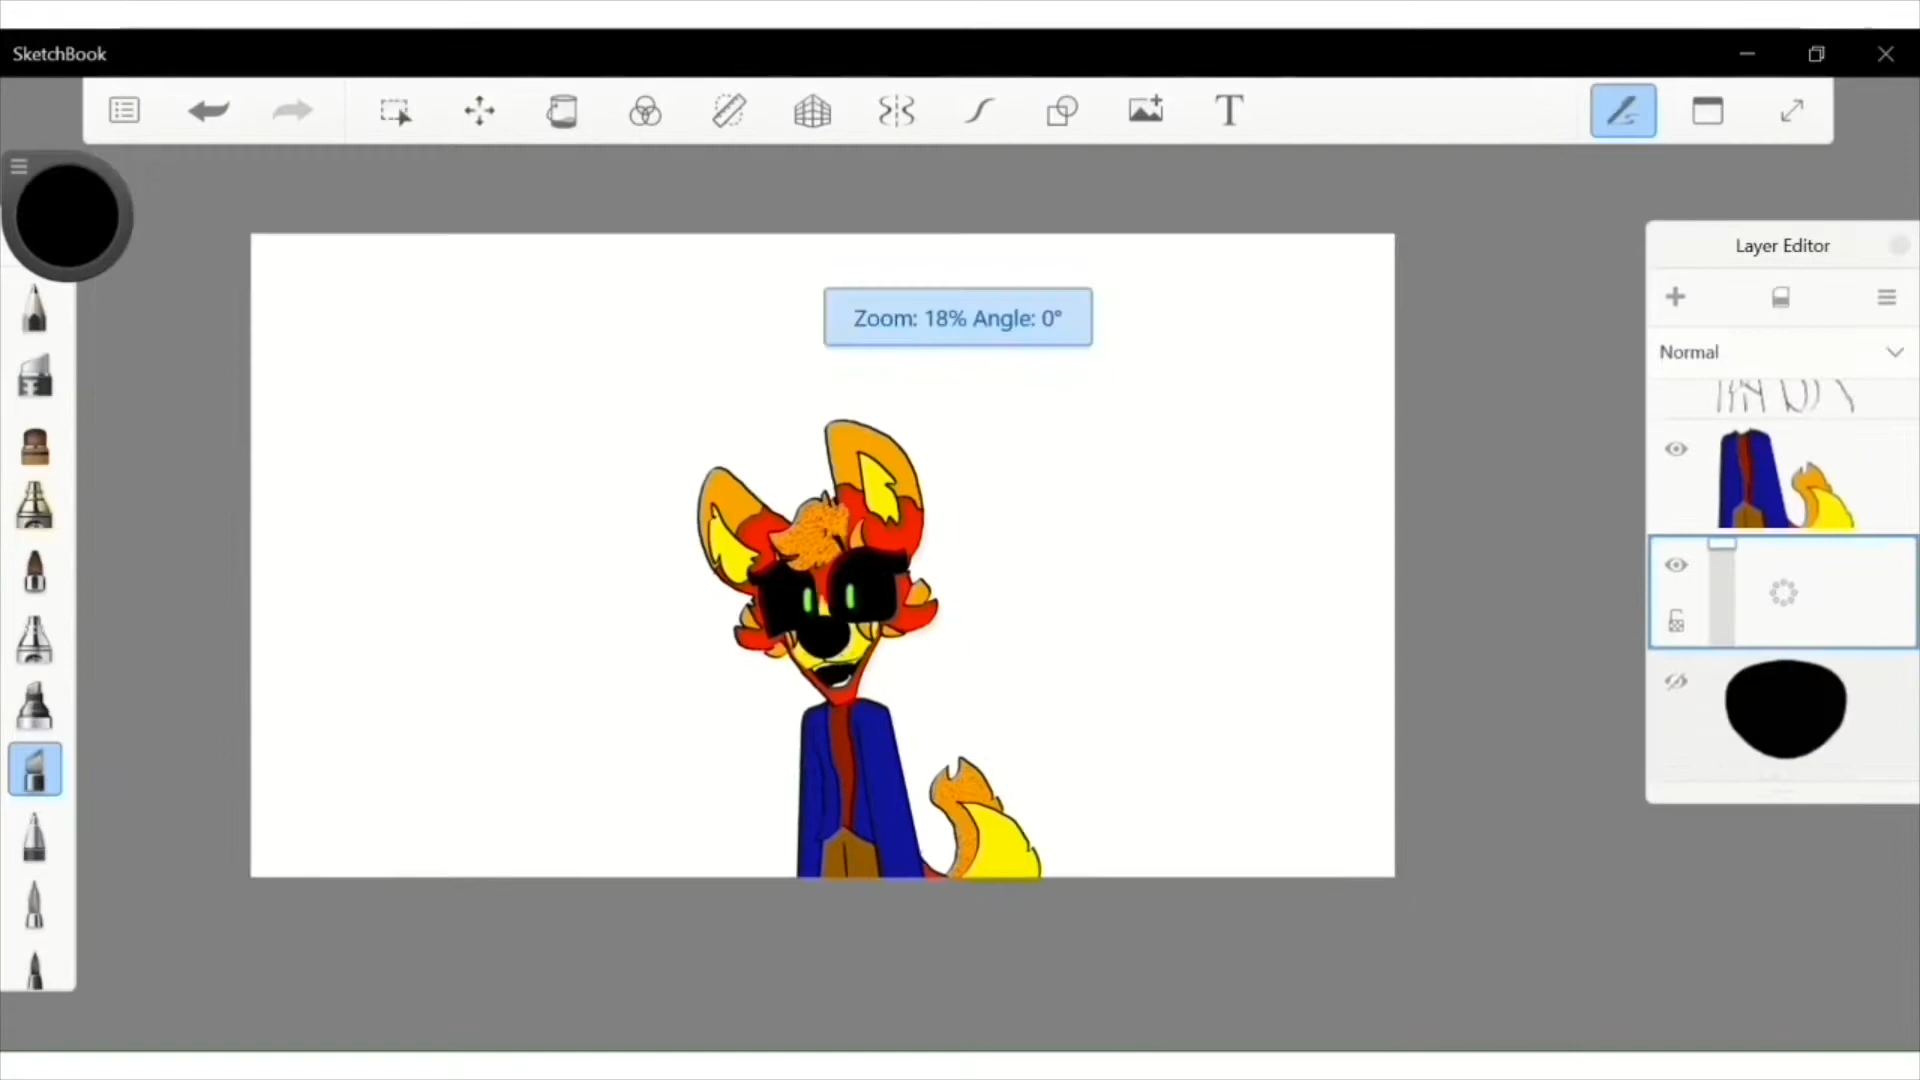 SketchBook
T
Zoom: 18% Angle: 0°
Layer Editor
Normal